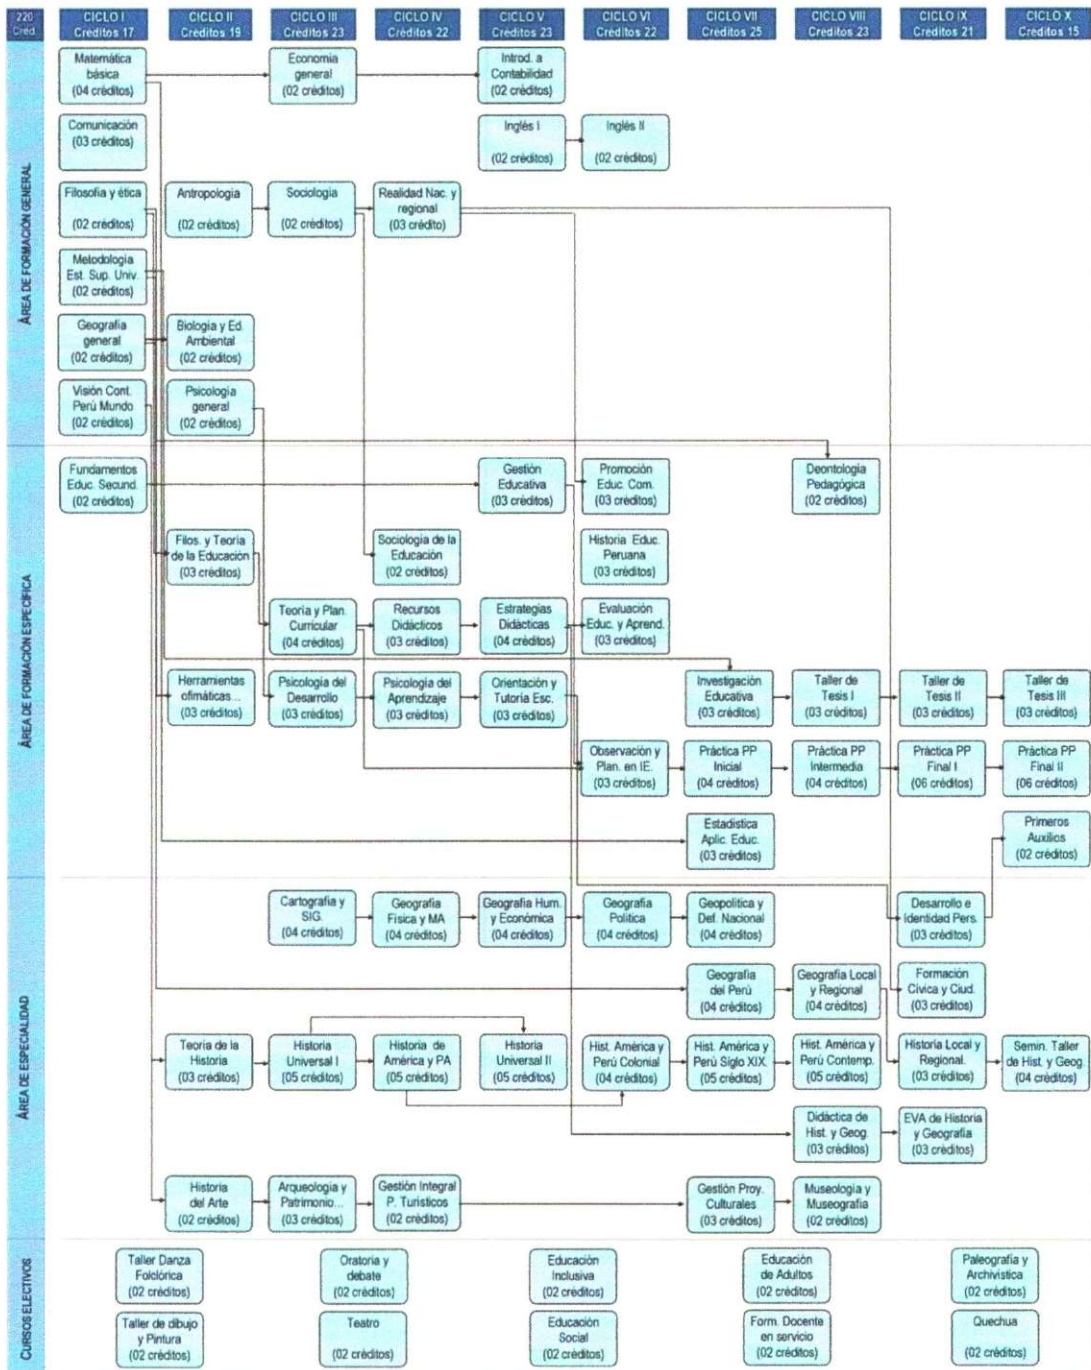 220
Créd.
CICLO I
Créditos 17
CICLO II
Créditos 19
CICLO III
Créditos 23
CICLO IV
Créditos 22
CICLO V
Créditos 23
CICLO VI
Créditos 22
CICLO VII
Créditos 25
CICLO VIII
Créditos 23
CICLO IX
Créditos 21
CICLO X
Créditos 15
ÁREA DE FORMACIÓN GENERAL
Matemática
básica
(04 créditos)
Economía
general
(02 créditos)
Introd. a
Contabilidad
(02 créditos)
Comunicación
(03 créditos)
Inglés I
(02 créditos)
Inglés II
(02 créditos)
Filosofía y ética
(02 créditos)
Antropología
(02 créditos)
Sociología
(02 créditos)
Realidad Nac. y
regional
(03 crédito)
Metodología
Est. Sup. Univ.
(02 créditos)
Geografía
general
(02 créditos)
Biología y Ed.
Ambiental
(02 créditos)
Visión Cont.
Perú Mundo
(02 créditos)
Psicología
general
(02 créditos)
ÁREA DE FORMACIÓN ESPECÍFICA
Fundamentos
Educ. Secund.
(02 créditos)
Gestión
Educativa
(03 créditos)
Promoción
Educ. Com.
(03 créditos)
Deontología
Pedagógica
(02 créditos)
Filos. y Teoría
de la Educación
(03 créditos)
Sociología de la
Educación
(02 créditos)
Historia Educ.
Peruana
(03 créditos)
Teoría y Plan.
Curricular
(04 créditos)
Recursos
Didácticos
(03 créditos)
Estrategias
Didácticas
(04 créditos)
Evaluación
Educ. y Aprend.
(03 créditos)
Herramientas
ofimáticas...
(03 créditos)
Psicología del
Desarrollo
(03 créditos)
Psicología del
Aprendizaje
(03 créditos)
Orientación y
Tutoría Esc.
(03 créditos)
Investigación
Educativa
(03 créditos)
Taller de
Tesis I
(03 créditos)
Taller de
Tesis II
(03 créditos)
Taller de
Tesis III
(03 créditos)
Observación y
Plan. en IE.
(03 créditos)
Práctica PP
Inicial
(04 créditos)
Práctica PP
Intermedia
(04 créditos)
Práctica PP
Final I
(06 créditos)
Práctica PP
Final II
(06 créditos)
Estadística
Aplic. Educ.
(03 créditos)
Primeros
Auxilios
(02 créditos)
ÁREA DE ESPECIALIDAD
Cartografía y
SIG.
(04 créditos)
Geografía
Física y MA
(04 créditos)
Geografía Hum.
y Económica
(04 créditos)
Geografía
Política
(04 créditos)
Geopolítica y
Def. Nacional
(04 créditos)
Desarrollo e
Identidad Pers.
(03 créditos)
Geografía
del Perú
(04 créditos)
Geografía Local
y Regional
(04 créditos)
Formación
Cívica y Ciud.
(03 créditos)
Teoría de la
Historia
(03 créditos)
Historia
Universal I
(05 créditos)
Historia de
América y PA
(05 créditos)
Historia
Universal II
(05 créditos)
Hist. América y
Perú Colonial
(04 créditos)
Hist. América y
Perú Siglo XIX.
(05 créditos)
Hist. América y
Perú Contemp.
(05 créditos)
Historia Local y
Regional.
(03 créditos)
Semin. Taller
de Hist. y Geog.
(04 créditos)
Didáctica de
Hist. y Geog.
(03 créditos)
EVA de Historia
y Geografía
(03 créditos)
Historia
del Arte
(02 créditos)
Arqueología y
Patrimonio...
(03 créditos)
Gestión Integral
P. Turísticos
(02 créditos)
Gestión Proy.
Culturales
(03 créditos)
Museología y
Museografía
(02 créditos)
CURSOS ELECTIVOS
Taller Danza
Folclórica
(02 créditos)
Oratoria y
debate
(02 créditos)
Educación
Inclusiva
(02 créditos)
Educación
de Adultos
(02 créditos)
Paleografía y
Archivística
(02 créditos)
Taller de dibujo
y Pintura
(02 créditos)
Teatro
(02 créditos)
Educación
Social
(02 créditos)
Form. Docente
en servicio
(02 créditos)
Quechua
(02 créditos)